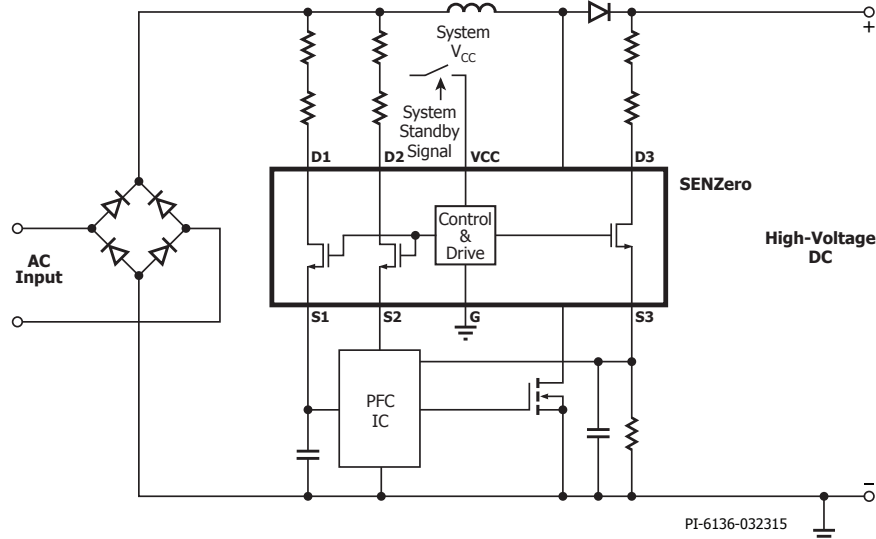 System
VCC
System
Standby
Signal
D1
D2
VCC
D3
SENZero
Control
&
Drive
High-Voltage
DC
AC
Input
S1
S2
G
S3
PFC
IC
+
–
PI-6136-032315